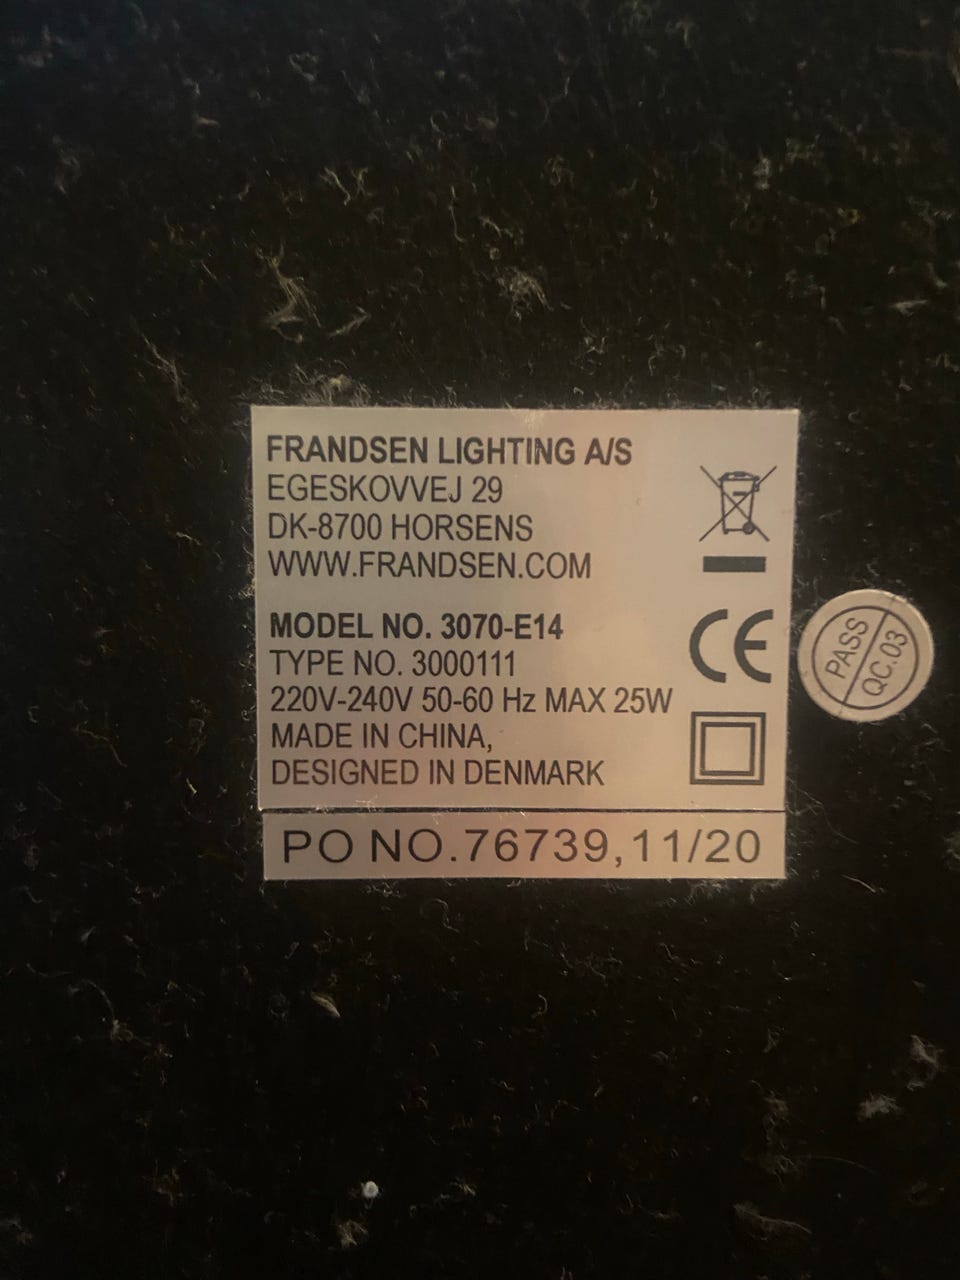 FRANDSEN LIGHTING A/S
EGESKOVVEJ 29
DK-8700 HORSENS
WWW.FRANDSEN.COM
MODEL NO. 3070-E14
TYPE NO. 3000111
220V-240V 50-60 Hz MAX 25W
MADE IN CHINA,
DESIGNED IN DENMARK
CE
PO NO.76739,11/20
PASS
QC.03